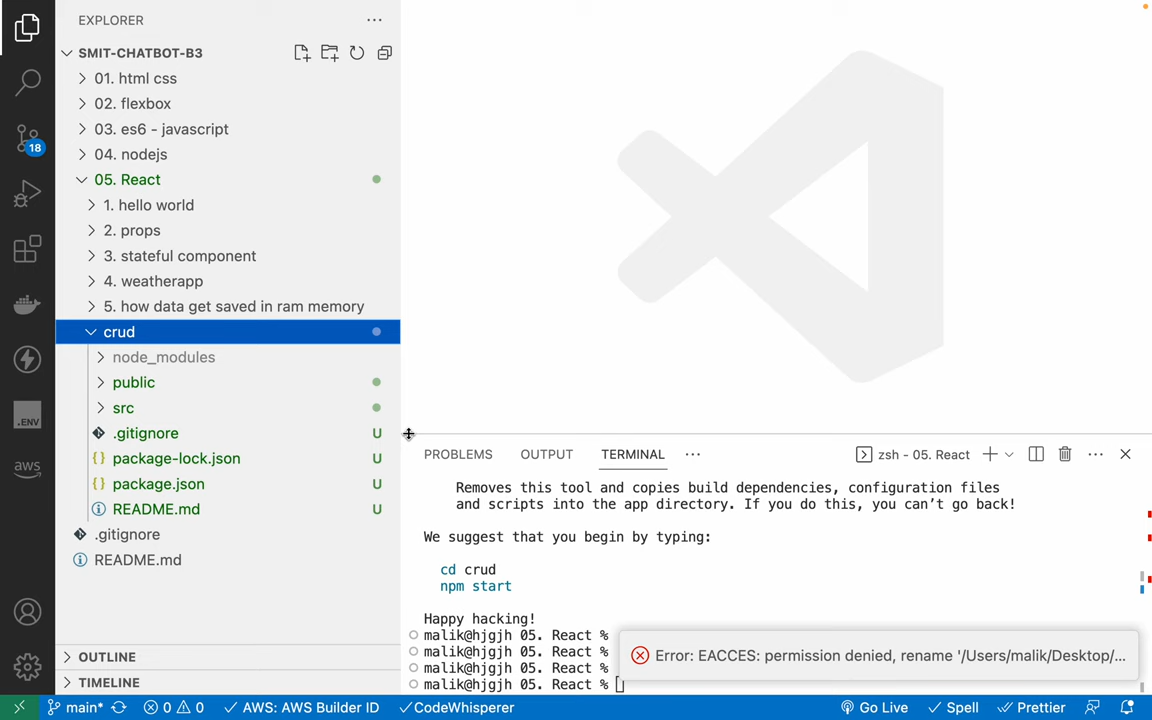 EXPLORER
SMIT-CHATBOT-B3
01. html css
02. flexbox
03. es6 - javascript
04. nodejs
05. React
1. hello world
2. props
3. stateful component
4. weatherapp
5. how data get saved in ram memory
crud
node_modules
public
src
.gitignore U
package-lock.json U
package.json U
README.md U
.gitignore
README.md
OUTLINE
TIMELINE
18
.ENV
aws
PROBLEMS OUTPUT TERMINAL ··· zsh - 05. React
Removes this tool and copies build dependencies, configuration files
and scripts into the app directory. If you do this, you can’t go back!
We suggest that you begin by typing:
cd crud
npm start
Happy hacking!
malik@hjgjh 05. React %
malik@hjgjh 05. React %
malik@hjgjh 05. React %
malik@hjgjh 05. React %
Error: EACCES: permission denied, rename '/Users/malik/Desktop/...
main* 0 0 AWS: AWS Builder ID CodeWhisperer Go Live Spell Prettier